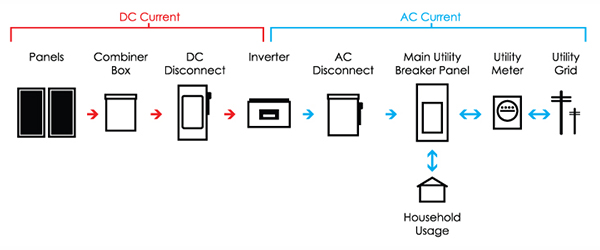 DC Current
AC Current
Panels
Combiner
Box
DC
Disconnect
Inverter
AC
Disconnect
Main Utility
Breaker Panel
Utility
Meter
Utility
Grid
Household
Usage